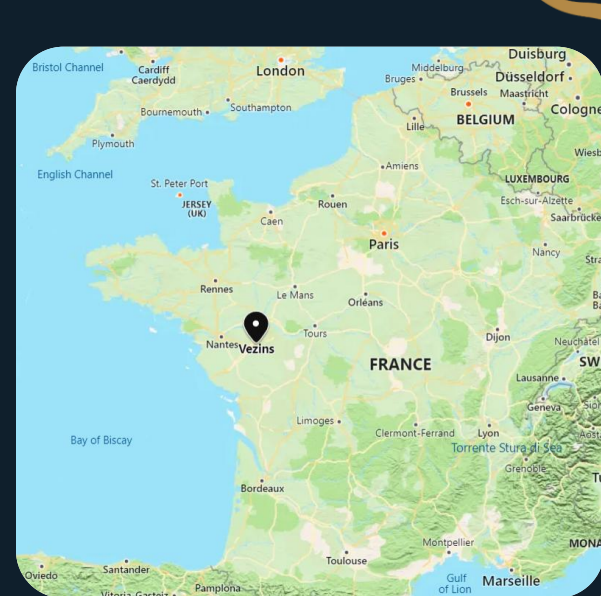 Duisburg
Bristol Channel
Cardiff
Caerdydd
London
Middelburg
Bruges
Düsseldorf
Brussels
Maastricht
Cologne
Bournemouth
Southampton
BELGIUM
Lille
Plymouth
Amiens
English Channel
St. Peter Port
LUXEMBOURG
JERSEY
(UK)
Rouen
Esch-sur-Alzette
Caen
Paris
Nancy
Rennes
Le Mans
Orléans
Nantes
Vezins
Tours
Dijon
FRANCE
Lausanne
Geneva
Limoges
Clermont-Ferrand
Lyon
Bay of Biscay
Torrente Stura di Sea
Grenoble
Bordeaux
Montpellier
Toulouse
Oviedo
Santander
Pamplona
Gulf
of Lion
Marseille